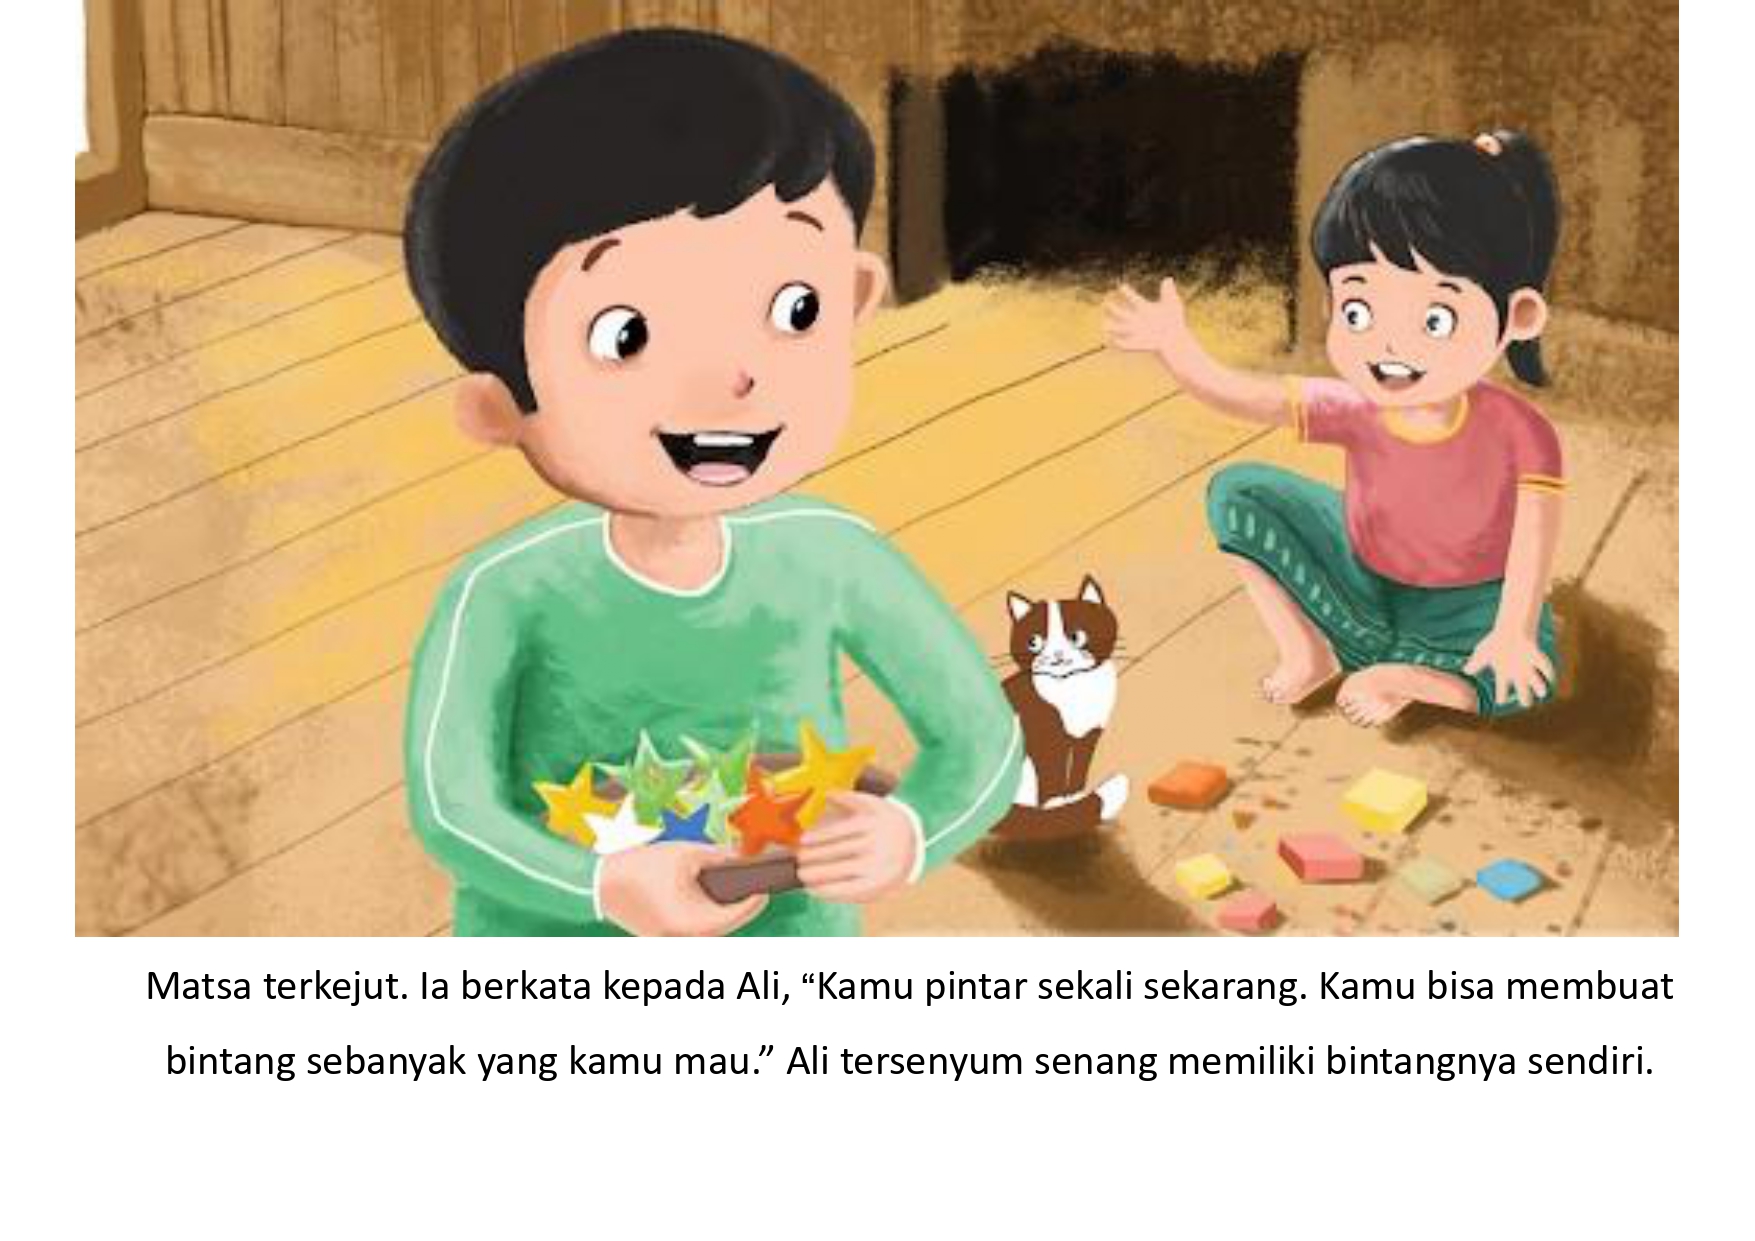 Matsa terkejut. Ia berkata kepada Ali, “Kamu pintar sekali sekarang. Kamu bisa membuat
bintang sebanyak yang kamu mau.” Ali tersenyum senang memiliki bintangnya sendiri.